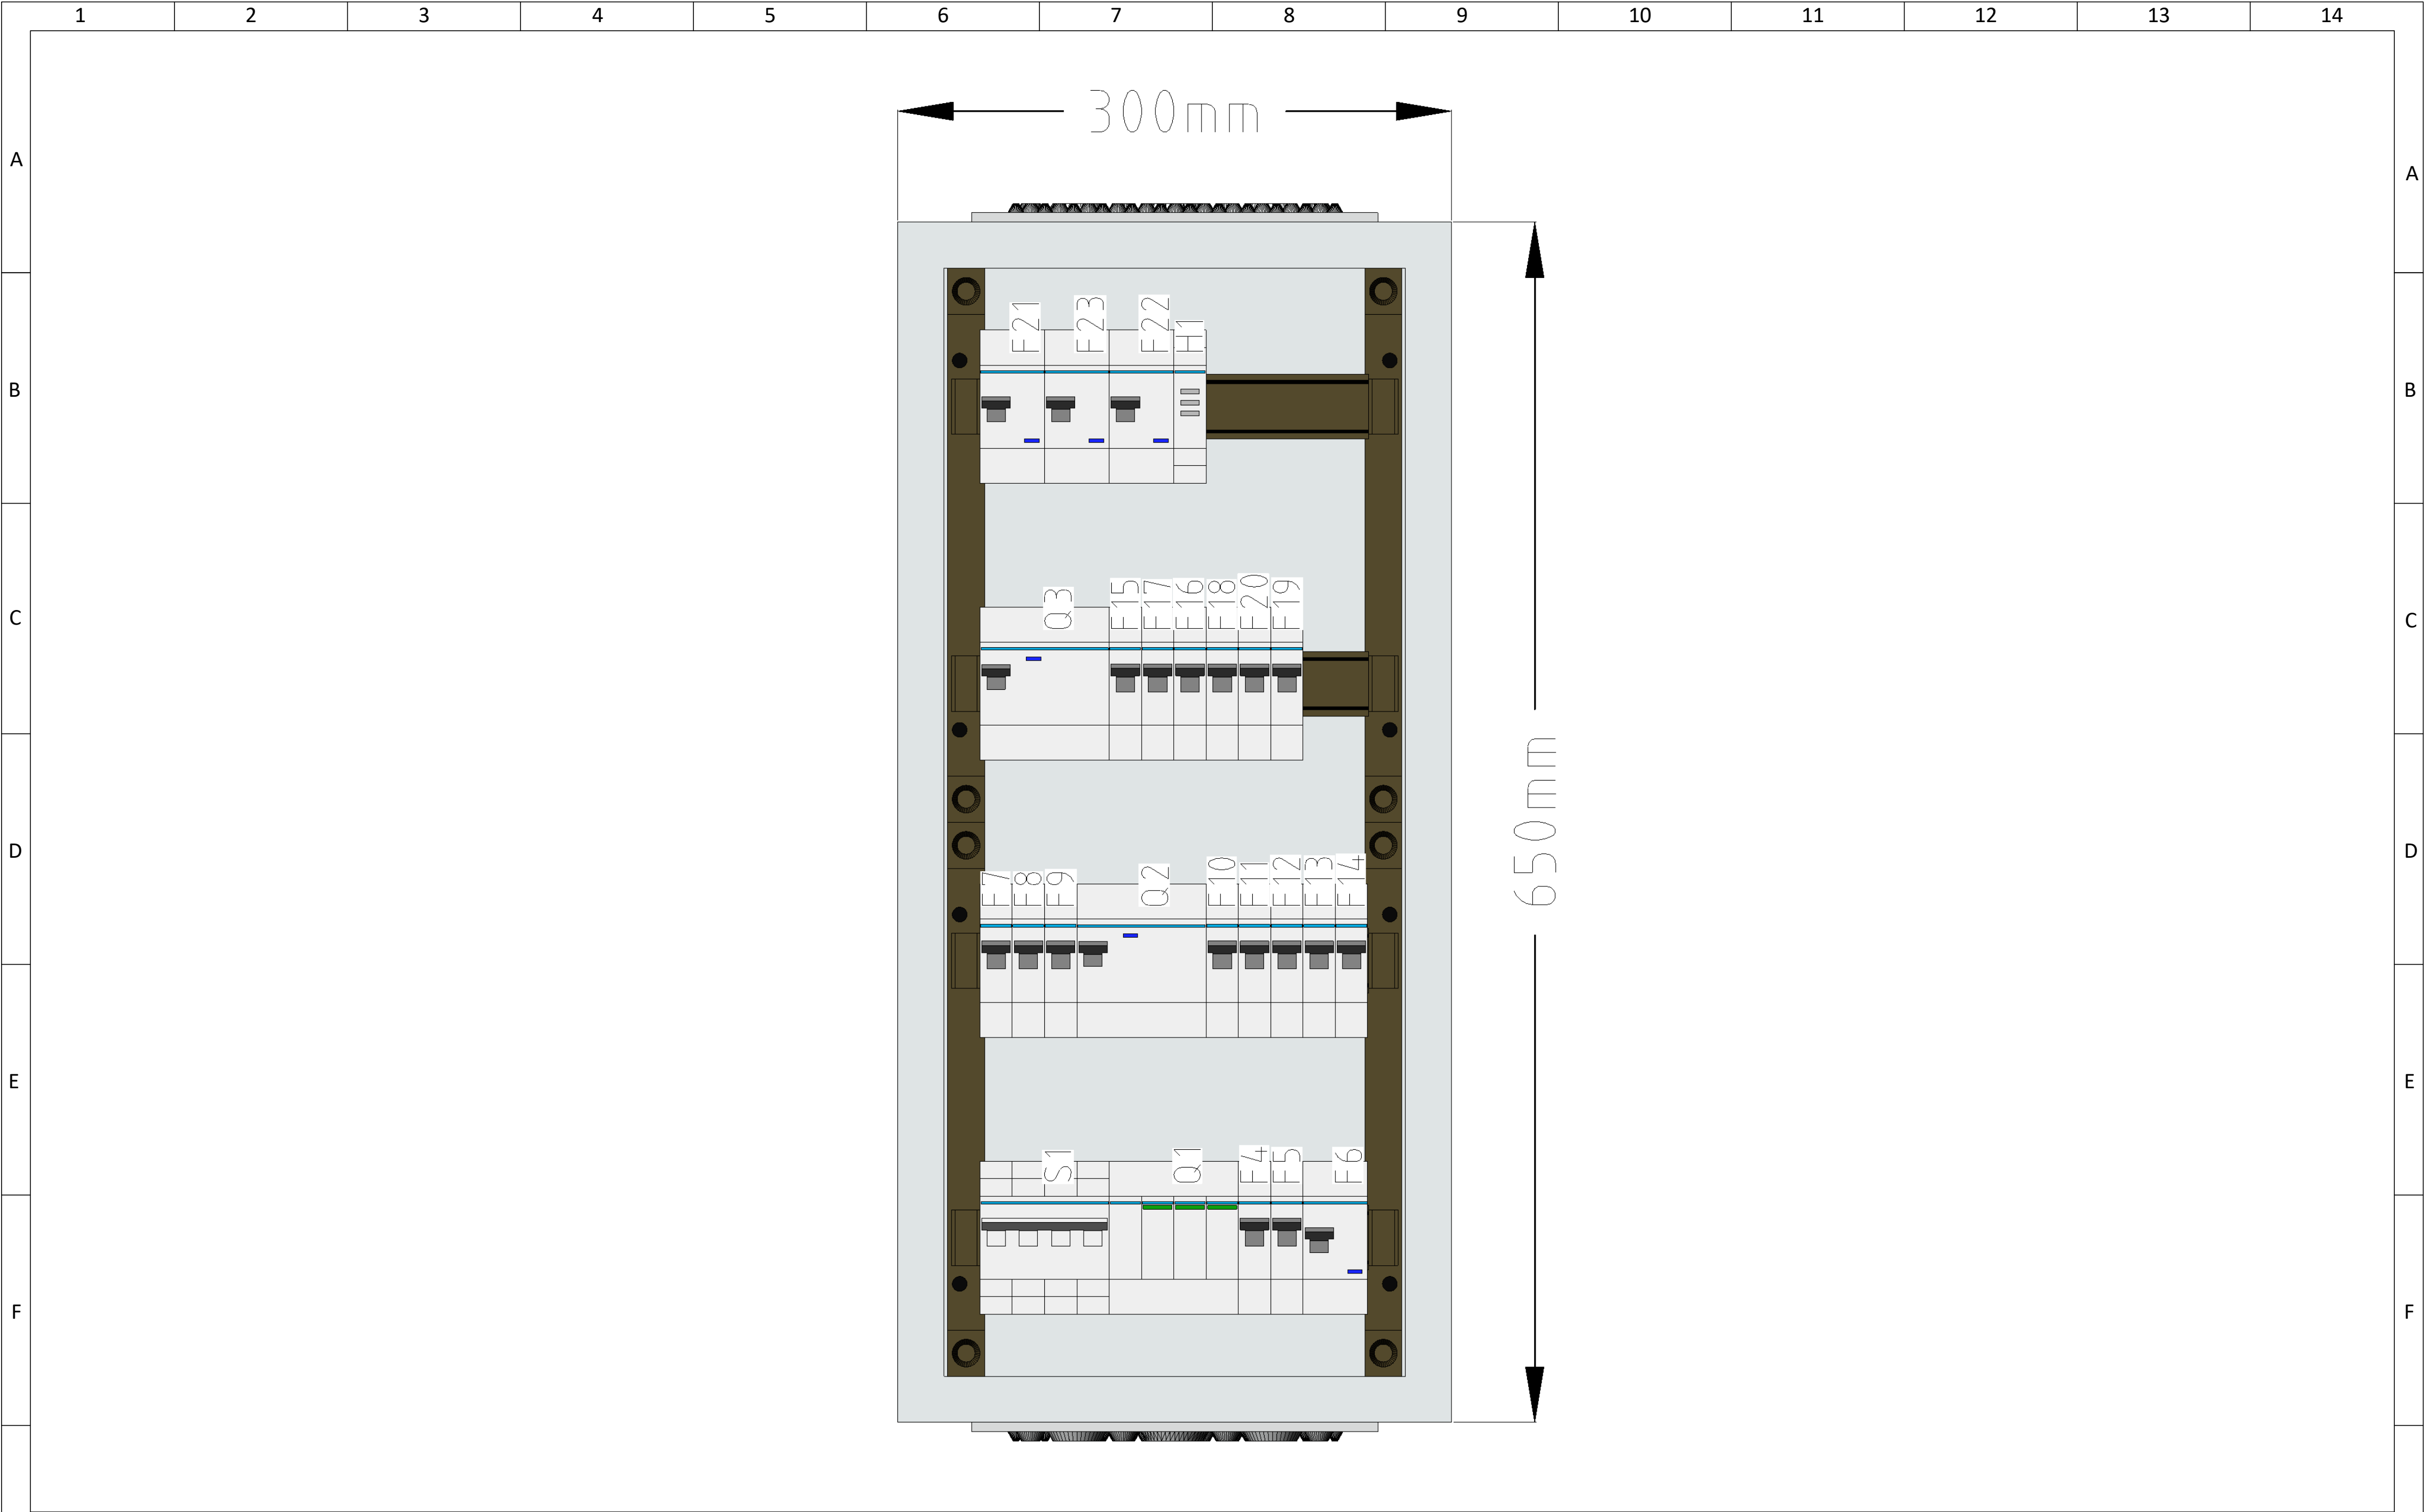 1 2 3 4 5 6 7 8 9 10 11 12 13 14
300mm
A A
F21 F23 F22 H1
B B
Q3 F15 F17 F16 F18 F20 F19
C C
650mm
D D
F7 F8 F9 Q2 F10 F11 F12 F13 F14
E E
S1 Q1 F4 F5 F6
F F